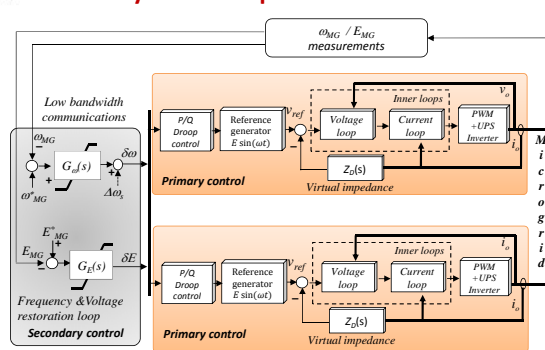 ω_MG / E_MG
measurements
Low bandwidth
communications
ω_MG
−
+
G_ω(s)
+
+
δω
ω*_MG
Δω_s
E*_MG
+
E_MG
−
G_E(s)
δE
Frequency &Voltage
restoration loop
Secondary control
P/Q
Droop
control
Reference
generator
E sin(ωt)
v_ref
−
Inner loops
Voltage
loop
Current
loop
PWM
+UPS
Inverter
v_o
i_o
Z_D(s)
Virtual impedance
Primary control
P/Q
Droop
control
Reference
generator
E sin(ωt)
v_ref
−
Inner loops
Voltage
loop
Current
loop
PWM
+UPS
Inverter
i_o
i_o
Z_D(s)
Virtual impedance
Primary control
Microgrid